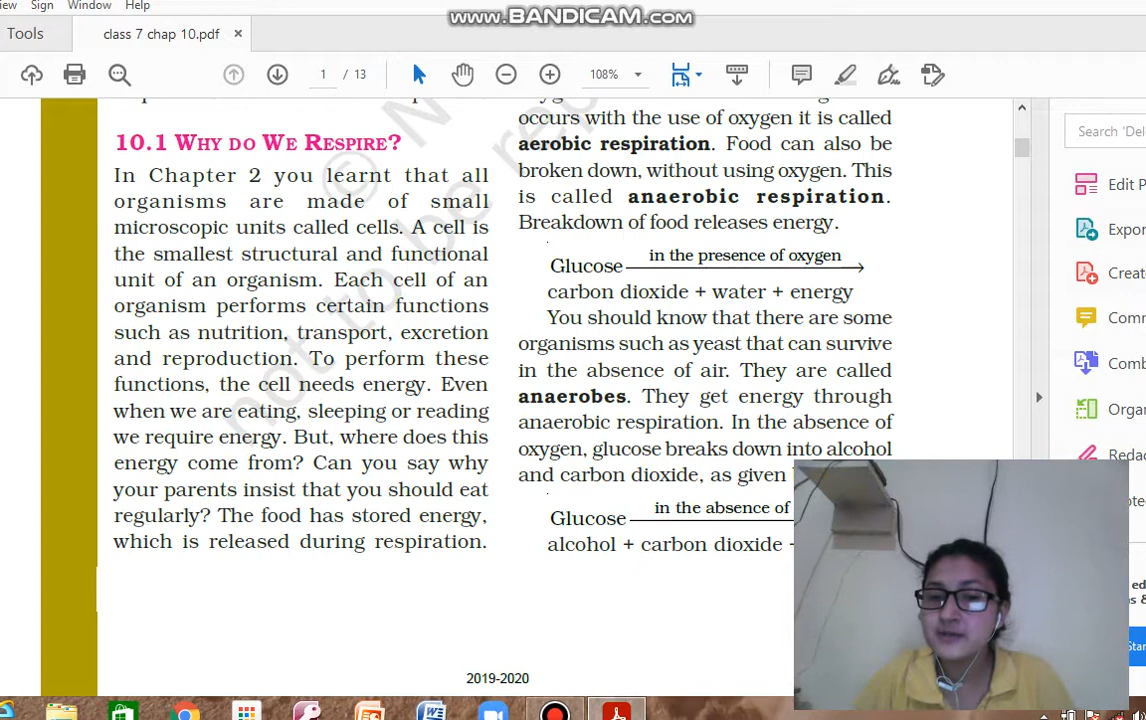 iew Sign Window Help
WWW.BANDICAM.COM
Tools class 7 chap 10.pdf ×
1 / 13 108%
Search 'Del
Edit P
Expor
Creat
Comm
Comb
Orga
Redac
10.1 WHY DO WE RESPIRE?
In Chapter 2 you learnt that all
organisms are made of small
microscopic units called cells. A cell is
the smallest structural and functional
unit of an organism. Each cell of an
organism performs certain functions
such as nutrition, transport, excretion
and reproduction. To perform these
functions, the cell needs energy. Even
when we are eating, sleeping or reading
we require energy. But, where does this
energy come from? Can you say why
your parents insist that you should eat
regularly? The food has stored energy,
which is released during respiration.
occurs with the use of oxygen it is called
aerobic respiration. Food can also be
broken down, without using oxygen. This
is called anaerobic respiration.
Breakdown of food releases energy.
in the presence of oxygen
Glucose
carbon dioxide + water + energy
You should know that there are some
organisms such as yeast that can survive
in the absence of air. They are called
anaerobes. They get energy through
anaerobic respiration. In the absence of
oxygen, glucose breaks down into alcohol
and carbon dioxide, as given
in the absence of
Glucose
alcohol + carbon dioxide
© N
not to be rep
2019-2020